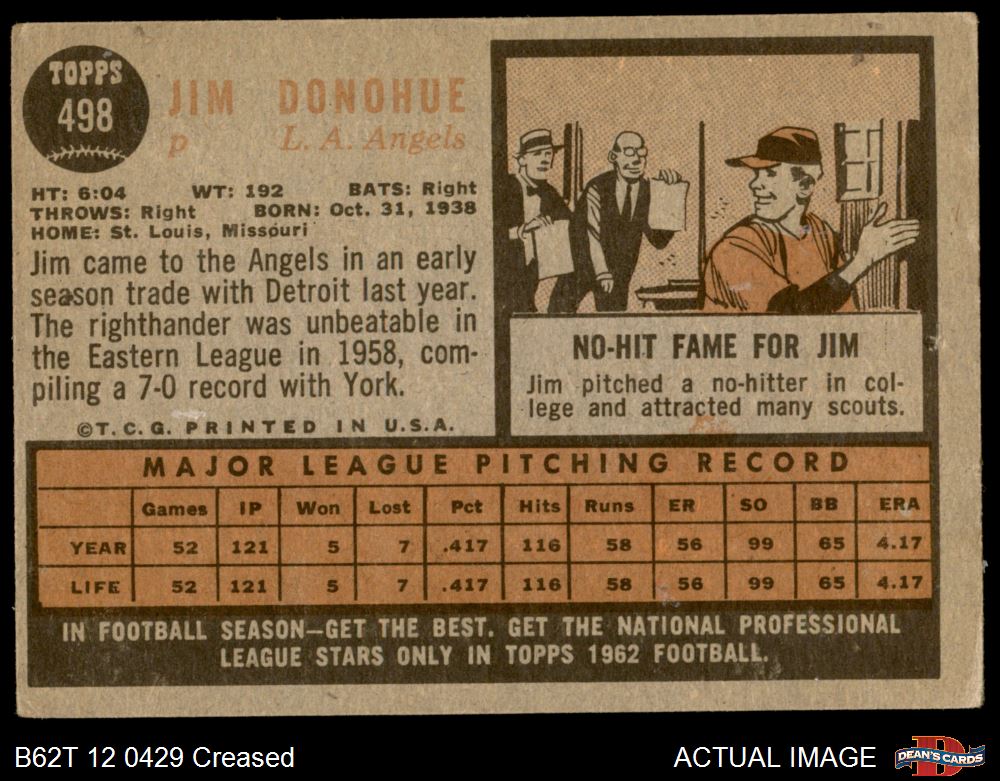 TOPPS
498
JIM DONOHUE
p L. A. Angels
HT: 6:04 WT: 192 BATS: Right
THROWS: Right BORN: Oct. 31, 1938
HOME: St. Louis, Missouri
Jim came to the Angels in an early
season trade with Detroit last year.
The righthander was unbeatable in
the Eastern League in 1958, com-
piling a 7-0 record with York.
©T.C.G. PRINTED IN U.S.A.
NO-HIT FAME FOR JIM
Jim pitched a no-hitter in col-
lege and attracted many scouts.
MAJOR LEAGUE PITCHING RECORD
Games IP Won Lost Pct Hits Runs ER SO BB ERA
YEAR 52 121 5 7 .417 116 58 56 99 65 4.17
LIFE 52 121 5 7 .417 116 58 56 99 65 4.17
IN FOOTBALL SEASON—GET THE BEST. GET THE NATIONAL PROFESSIONAL
LEAGUE STARS ONLY IN TOPPS 1962 FOOTBALL.
B62T 12 0429 Creased
ACTUAL IMAGE
D
DEAN'S CARDS